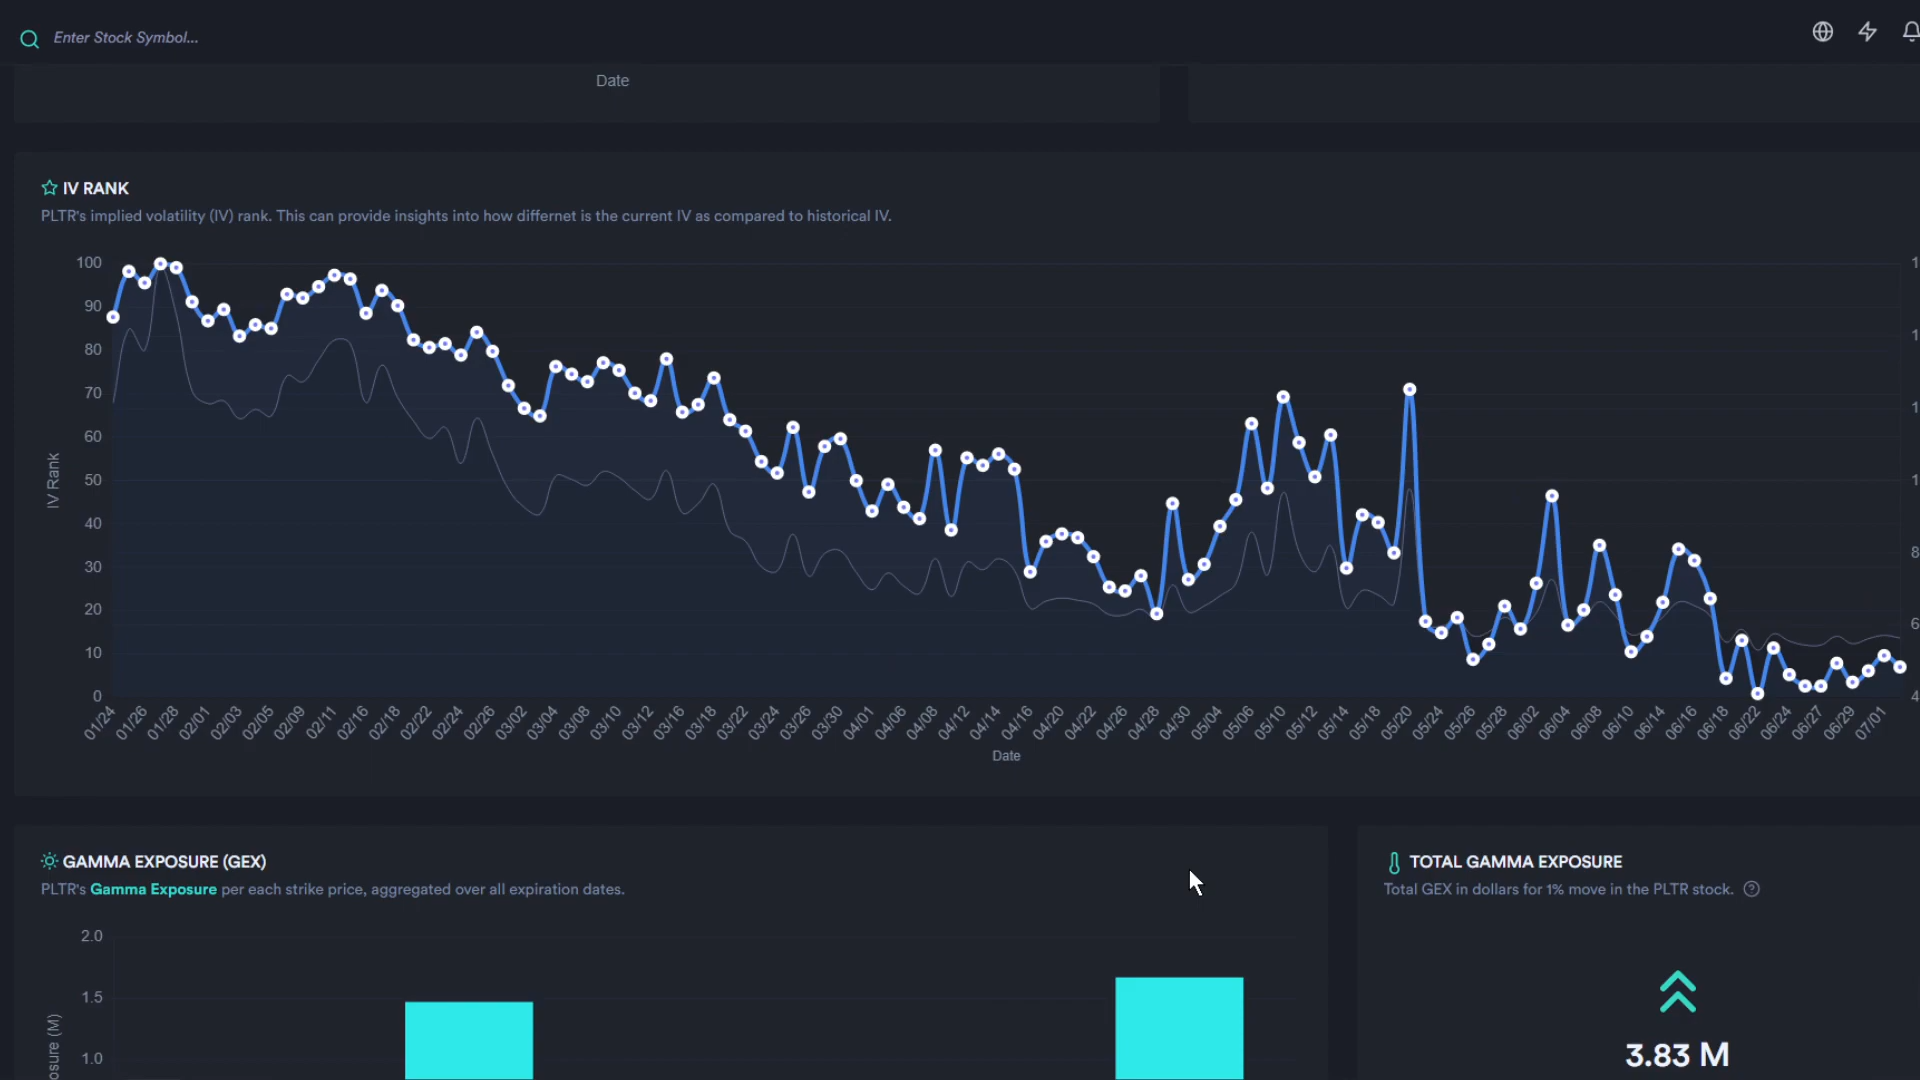 Enter Stock Symbol...
Date
IV RANK
PLTR's implied volatility (IV) rank. This can provide insights into how differnet is the current IV as compared to historical IV.
100
90
80
70
60
50
40
30
20
10
0
IV Rank
01/24 01/26 01/28 02/01 02/03 02/05 02/09 02/11 02/16 02/18 02/22 02/24 02/26 03/02 03/04 03/08 03/10 03/12 03/16 03/18 03/22 03/24 03/26 03/30 04/01 04/06 04/08 04/12 04/14 04/16 04/20 04/22 04/26 04/28 04/30 05/04 05/06 05/10 05/12 05/14 05/18 05/20 05/24 05/26 05/28 06/02 06/04 06/08 06/10 06/14 06/16 06/18 06/22 06/24 06/27 06/29 07/01
Date
GAMMA EXPOSURE (GEX)
PLTR's Gamma Exposure per each strike price, aggregated over all expiration dates.
2.0
1.5
1.0
TOTAL GAMMA EXPOSURE
Total GEX in dollars for 1% move in the PLTR stock.
3.83 M